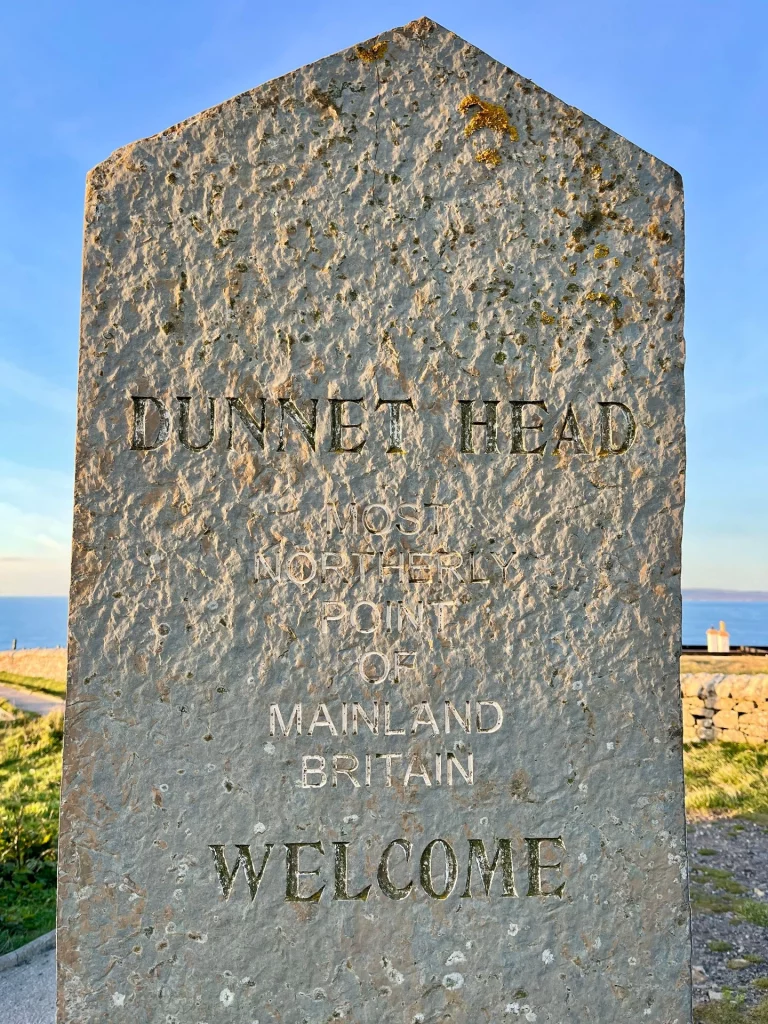 DUNNET HEAD
MOST
NORTHERLY
POINT
OF
MAINLAND
BRITAIN
WELCOME